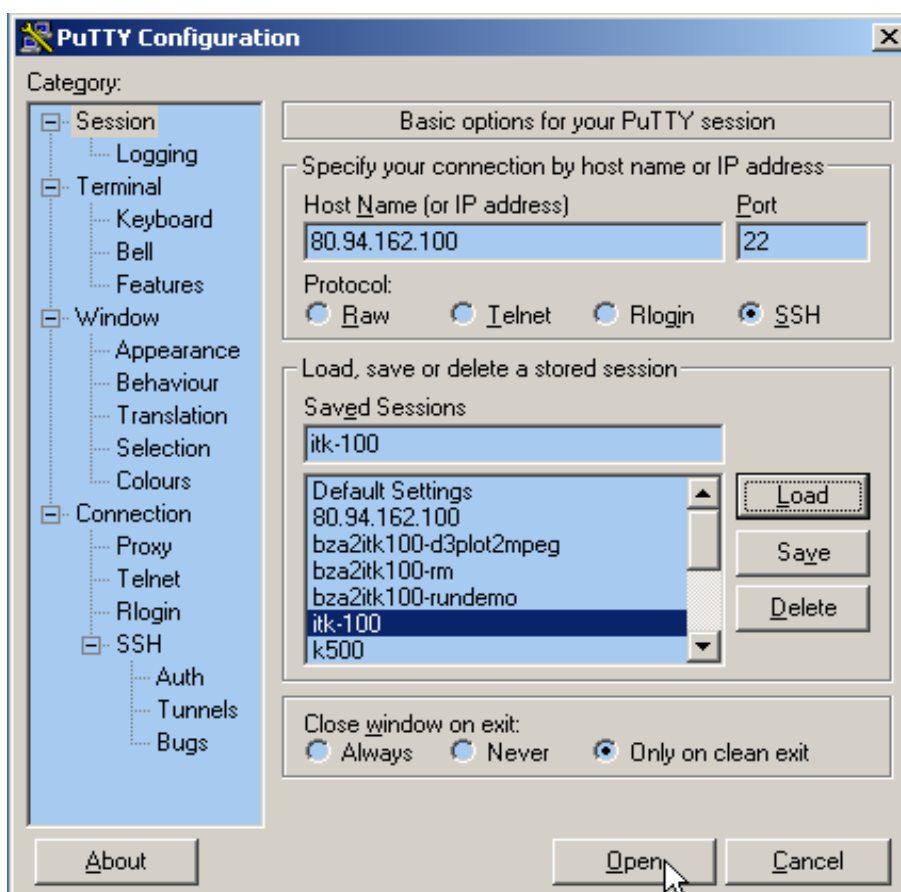 PuTTY Configuration
Category:
Session
Logging
Terminal
Keyboard
Bell
Features
Window
Appearance
Behaviour
Translation
Selection
Colours
Connection
Proxy
Telnet
Rlogin
SSH
Auth
Tunnels
Bugs
Basic options for your PuTTY session
Specify your connection by host name or IP address
Host Name (or IP address) Port
80.94.162.100 22
Protocol:
Raw Telnet Rlogin SSH
Load, save or delete a stored session
Saved Sessions
itk-100
Default Settings
80.94.162.100
bza2itk100-d3plot2mpeg
bza2itk100-rm
bza2itk100-rundemo
itk-100
k500
Load
Save
Delete
Close window on exit:
Always Never Only on clean exit
About Open Cancel